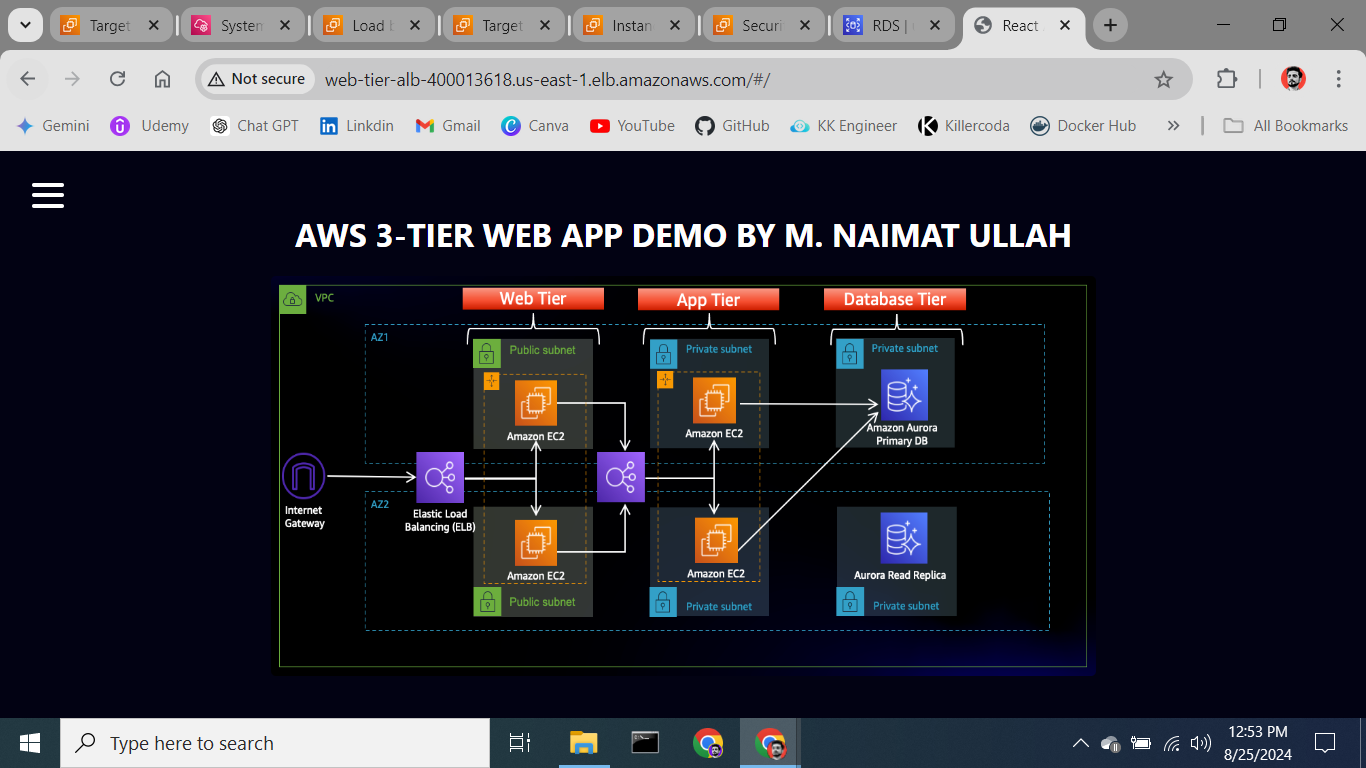 Target
System
Load b
Target
Instan
Securi
RDS |
React
Not secure
web-tier-alb-400013618.us-east-1.elb.amazonaws.com/#/
Gemini
Udemy
Chat GPT
Linkdin
Gmail
Canva
YouTube
GitHub
KK Engineer
Killercoda
Docker Hub
All Bookmarks
AWS 3-TIER WEB APP DEMO BY M. NAIMAT ULLAH
VPC
Web Tier
App Tier
Database Tier
AZ1
Public subnet
Private subnet
Private subnet
Amazon EC2
Amazon EC2
Amazon Aurora
Primary DB
Internet
Gateway
Elastic Load
Balancing (ELB)
AZ2
Amazon EC2
Amazon EC2
Aurora Read Replica
Public subnet
Private subnet
Private subnet
Type here to search
12:53 PM
8/25/2024